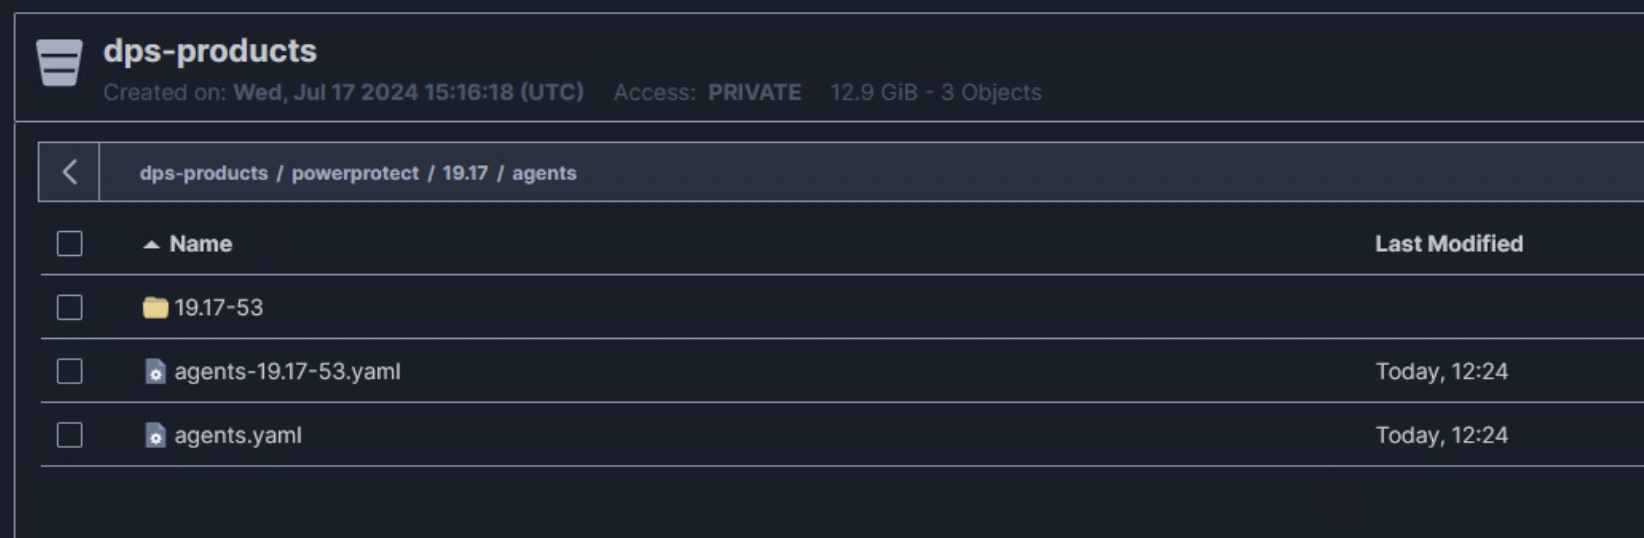 dps-products
Created on: Wed, Jul 17 2024 15:16:18 (UTC) Access: PRIVATE 12.9 GiB - 3 Objects
dps-products / powerprotect / 19.17 / agents
Name Last Modified
19.17-53
agents-19.17-53.yaml Today, 12:24
agents.yaml Today, 12:24